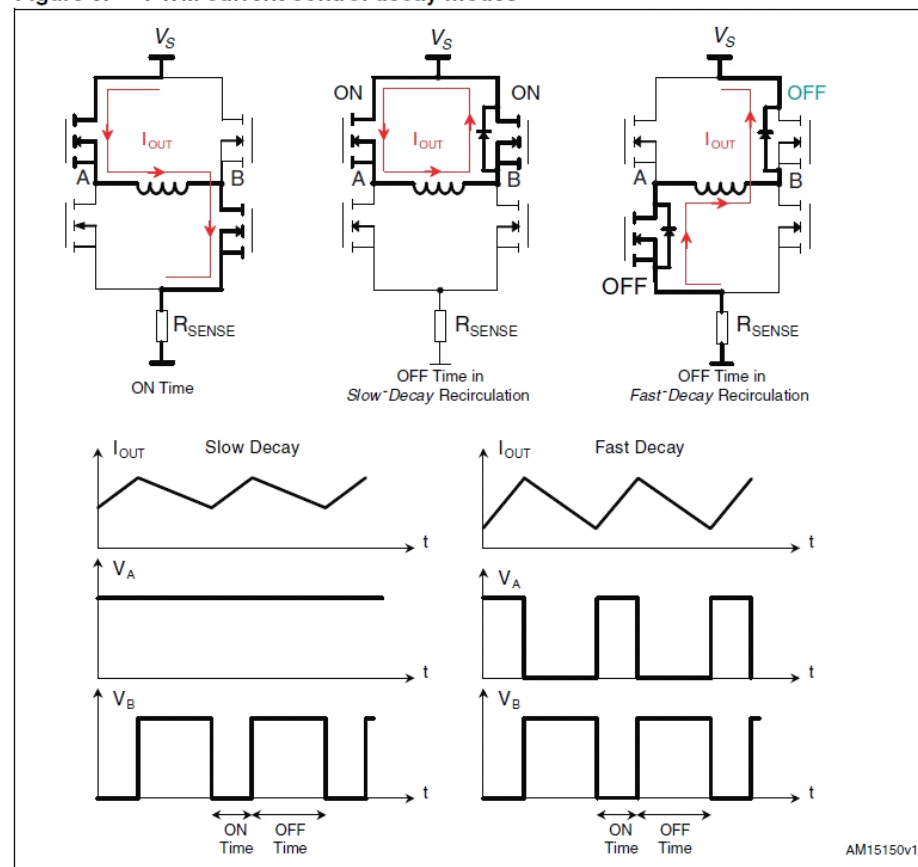 V_S V_S V_S
ON ON OFF
I_OUT I_OUT I_OUT
A B A B A B
OFF
R_SENSE R_SENSE R_SENSE
ON Time
OFF Time in
Slow-Decay Recirculation
OFF Time in
Fast-Decay Recirculation
I_OUT Slow Decay I_OUT Fast Decay
t t
V_A V_A
t t
V_B V_B
t t
ON OFF ON OFF
Time Time Time Time
AM15150v1